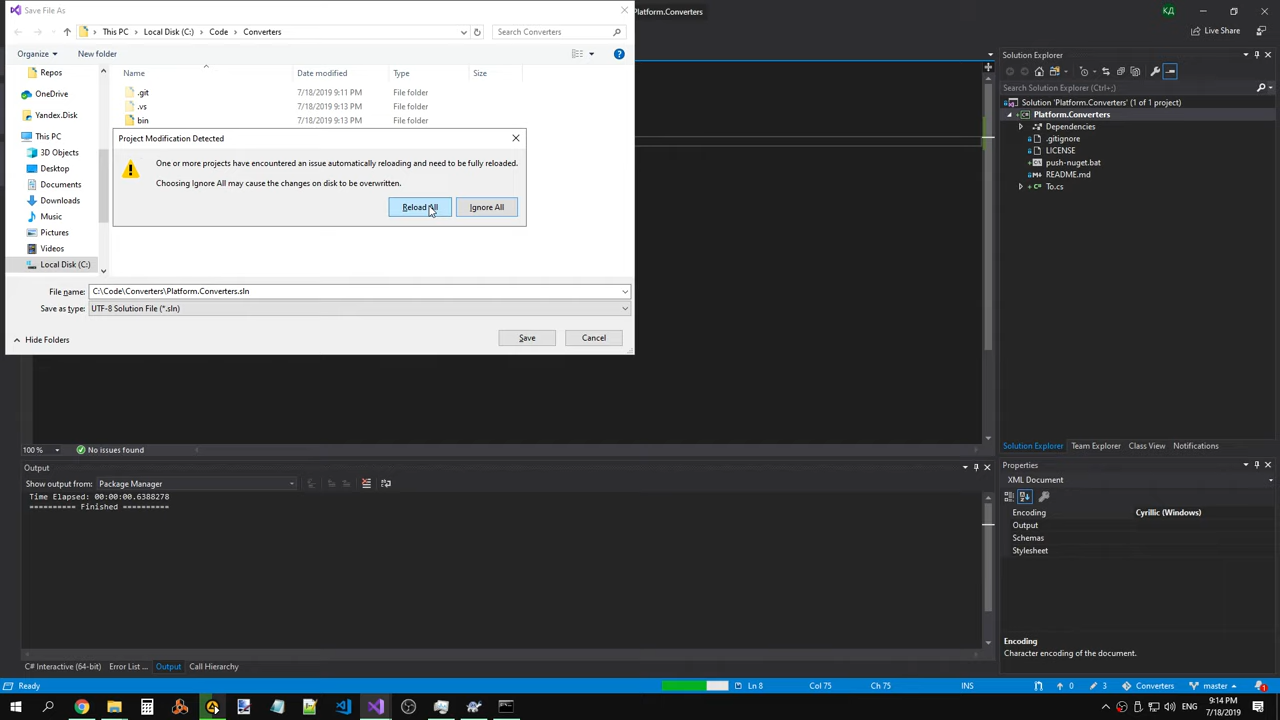 Save File As
Platform.Converters
КД
This PC
Local Disk (C:)
Code
Converters
Search Converters
Live Share
Organize
New folder
Solution Explorer
Repos
Name
Date modified
Type
Size
OneDrive
.git
7/18/2019 9:11 PM
File folder
Search Solution Explorer (Ctrl+;)
.vs
7/18/2019 9:13 PM
File folder
Solution 'Platform.Converters' (1 of 1 project)
Yandex.Disk
bin
7/18/2019 9:13 PM
File folder
Platform.Converters
This PC
Project Modification Detected
Dependencies
3D Objects
.gitignore
Desktop
One or more projects have encountered an issue automatically reloading and need to be fully reloaded.
LICENSE
Documents
Choosing Ignore All may cause the changes on disk to be overwritten.
push-nuget.bat
Downloads
README.md
Music
Reload All
Ignore All
To.cs
Pictures
Videos
Local Disk (C:)
File name:
C:\Code\Converters\Platform.Converters.sln
Save as type:
UTF-8 Solution File (*.sln)
Hide Folders
Save
Cancel
100 %
No issues found
Solution Explorer
Team Explorer
Class View
Notifications
Output
Properties
Show output from:
Package Manager
XML Document
Time Elapsed: 00:00:00.6388278
========== Finished ==========
Encoding
Cyrillic (Windows)
Output
Schemas
Stylesheet
Encoding
Character encoding of the document.
C# Interactive (64-bit)
Error List ...
Output
Call Hierarchy
Ready
Ln 8
Col 75
Ch 75
INS
0
3
Converters
master
1
ENG
9:14 PM
7/18/2019